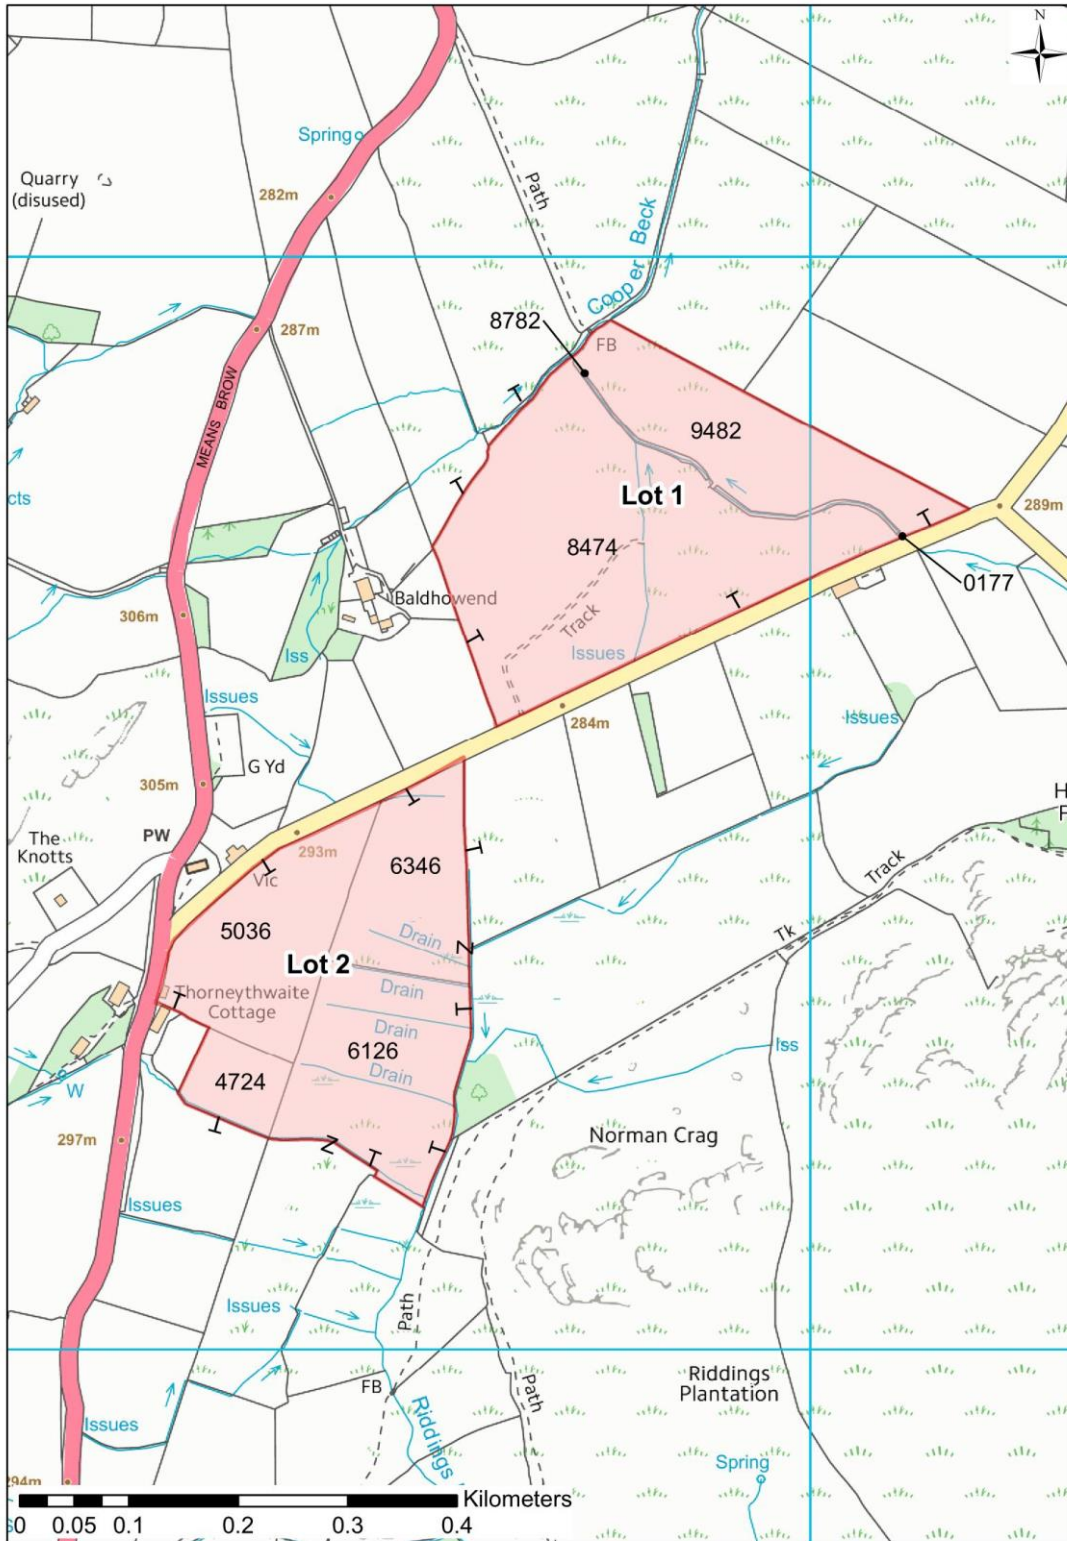 N
Spring
Quarry
(disused)
282m
Path
Cooper Beck
287m
8782
FB
MEANS BROW
9482
Lot 1
cts
289m
8474
0177
Baldhowend
306m
Track
Iss
Issues
Issues
284m
Issues
G Yd
305m
PW
The
Knotts
293m
Vic
6346
Track
5036
Tk
Drain
Lot 2
Drain
Thorneythwaite
Cottage
Drain
6126
Iss
4724
Drain
W
297m
Norman Crag
Issues
Issues
Path
FB
Riddings
Plantation
Path
Riddings
Issues
Spring
294m
Kilometers
0 0.05 0.1 0.2 0.3 0.4